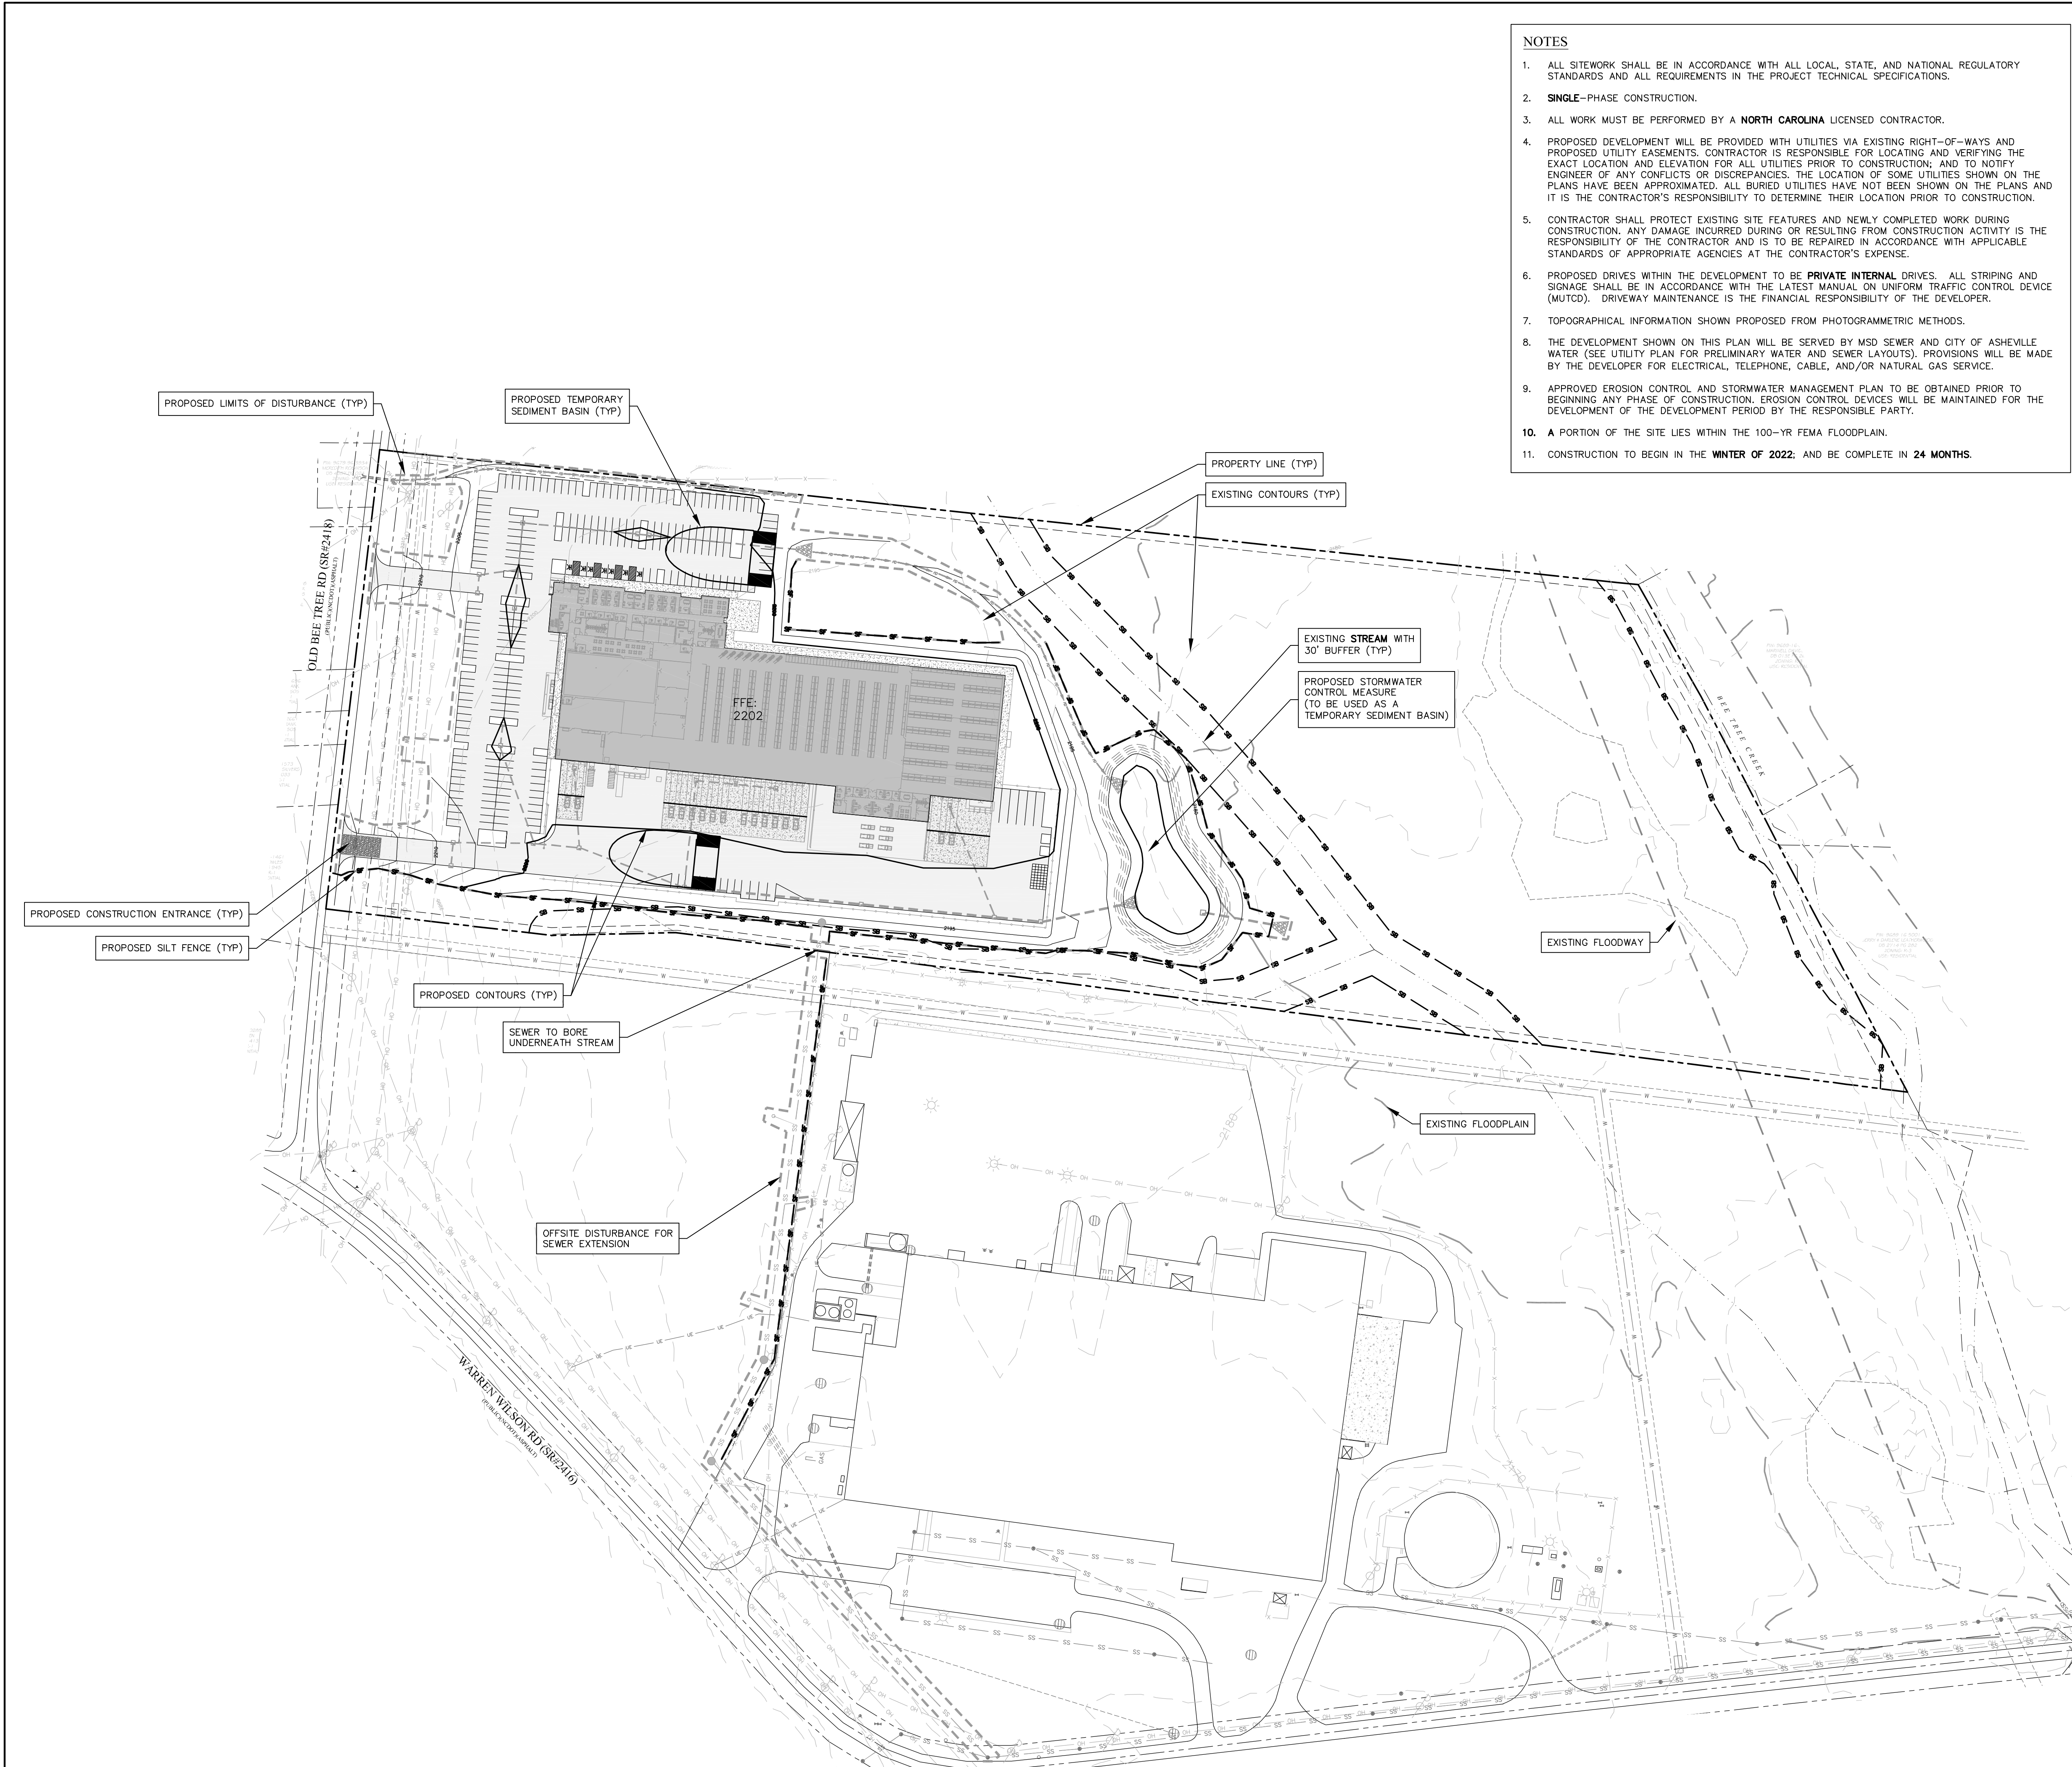 NOTES
1. ALL SITEWORK SHALL BE IN ACCORDANCE WITH ALL LOCAL, STATE, AND NATIONAL REGULATORY
STANDARDS AND ALL REQUIREMENTS IN THE PROJECT TECHNICAL SPECIFICATIONS.
2. SINGLE-PHASE CONSTRUCTION.
3. ALL WORK MUST BE PERFORMED BY A NORTH CAROLINA LICENSED CONTRACTOR.
4. PROPOSED DEVELOPMENT WILL BE PROVIDED WITH UTILITIES VIA EXISTING RIGHT-OF-WAYS AND
PROPOSED UTILITY EASEMENTS. CONTRACTOR IS RESPONSIBLE FOR LOCATING AND VERIFYING THE
EXACT LOCATION AND ELEVATION FOR ALL UTILITIES PRIOR TO CONSTRUCTION; AND TO NOTIFY
ENGINEER OF ANY CONFLICTS OR DISCREPANCIES. THE LOCATION OF SOME UTILITIES SHOWN ON THE
PLANS HAVE BEEN APPROXIMATED. ALL BURIED UTILITIES HAVE NOT BEEN SHOWN ON THE PLANS AND
IT IS THE CONTRACTOR'S RESPONSIBILITY TO DETERMINE THEIR LOCATION PRIOR TO CONSTRUCTION.
5. CONTRACTOR SHALL PROTECT EXISTING SITE FEATURES AND NEWLY COMPLETED WORK DURING
CONSTRUCTION. ANY DAMAGE INCURRED DURING OR RESULTING FROM CONSTRUCTION ACTIVITY IS THE
RESPONSIBILITY OF THE CONTRACTOR AND IS TO BE REPAIRED IN ACCORDANCE WITH APPLICABLE
STANDARDS OF APPROPRIATE AGENCIES AT THE CONTRACTOR'S EXPENSE.
6. PROPOSED DRIVES WITHIN THE DEVELOPMENT TO BE PRIVATE INTERNAL DRIVES. ALL STRIPING AND
SIGNAGE SHALL BE IN ACCORDANCE WITH THE LATEST MANUAL ON UNIFORM TRAFFIC CONTROL DEVICE
(MUTCD). DRIVEWAY MAINTENANCE IS THE FINANCIAL RESPONSIBILITY OF THE DEVELOPER.
7. TOPOGRAPHICAL INFORMATION SHOWN PROPOSED FROM PHOTOGRAMMETRIC METHODS.
8. THE DEVELOPMENT SHOWN ON THIS PLAN WILL BE SERVED BY MSD SEWER AND CITY OF ASHEVILLE
WATER (SEE UTILITY PLAN FOR PRELIMINARY WATER AND SEWER LAYOUTS). PROVISIONS WILL BE MADE
BY THE DEVELOPER FOR ELECTRICAL, TELEPHONE, CABLE, AND/OR NATURAL GAS SERVICE.
9. APPROVED EROSION CONTROL AND STORMWATER MANAGEMENT PLAN TO BE OBTAINED PRIOR TO
BEGINNING ANY PHASE OF CONSTRUCTION. EROSION CONTROL DEVICES WILL BE MAINTAINED FOR THE
DEVELOPMENT OF THE DEVELOPMENT PERIOD BY THE RESPONSIBLE PARTY.
10. A PORTION OF THE SITE LIES WITHIN THE 100-YR FEMA FLOODPLAIN.
11. CONSTRUCTION TO BEGIN IN THE WINTER OF 2022; AND BE COMPLETE IN 24 MONTHS.
PROPOSED LIMITS OF DISTURBANCE (TYP)
PROPOSED TEMPORARY
SEDIMENT BASIN (TYP)
PROPERTY LINE (TYP)
EXISTING CONTOURS (TYP)
EXISTING STREAM WITH
30' BUFFER (TYP)
PROPOSED STORMWATER
CONTROL MEASURE
(TO BE USED AS A
TEMPORARY SEDIMENT BASIN)
OLD BEE TREE RD (SR#2418)
(PUBLIC)(NCDOT)(ASPHALT)
FFE:
2202
BEE TREE CREEK
PROPOSED CONSTRUCTION ENTRANCE (TYP)
PROPOSED SILT FENCE (TYP)
EXISTING FLOODWAY
PROPOSED CONTOURS (TYP)
SEWER TO BORE
UNDERNEATH STREAM
EXISTING FLOODPLAIN
2180
OFFSITE DISTURBANCE FOR
SEWER EXTENSION
WARREN WILSON RD (SR#2416)
(PUBLIC)(NCDOT)(ASPHALT)
GAS
2170
2155